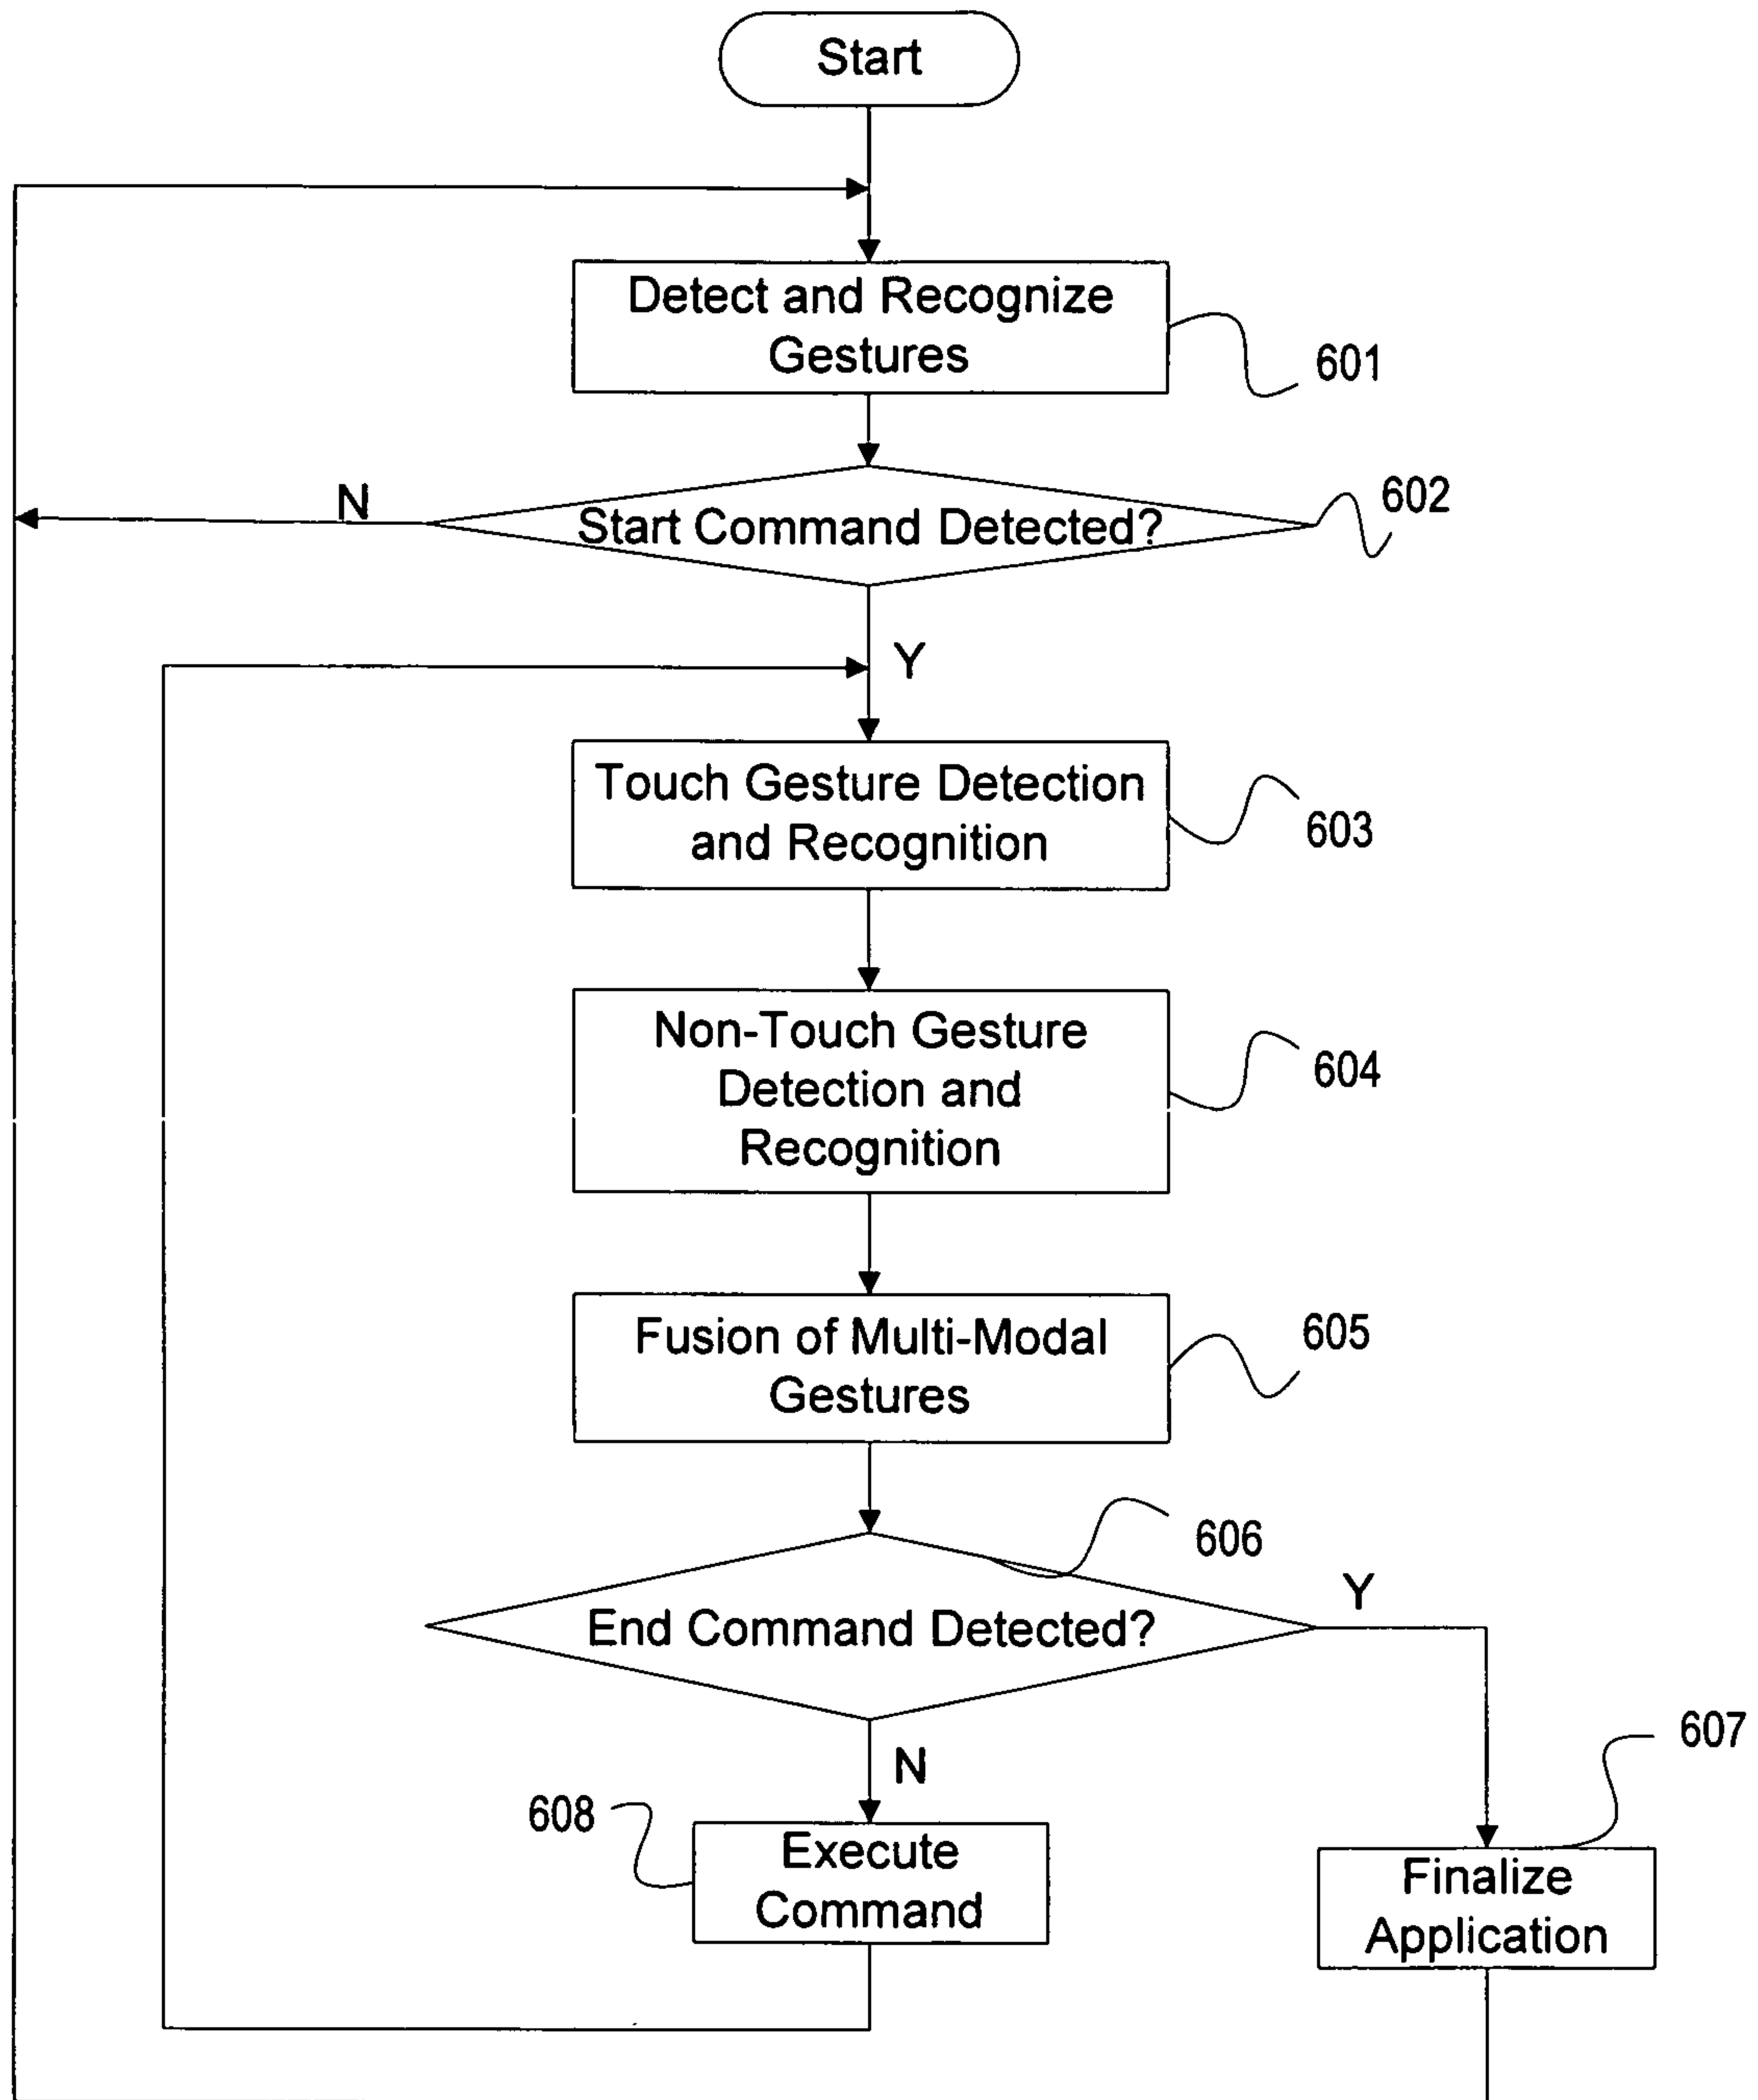 Start
Detect and Recognize
Gestures
601
N
Start Command Detected?
602
Y
Touch Gesture Detection
and Recognition
603
Non-Touch Gesture
Detection and
Recognition
604
Fusion of Multi-Modal
Gestures
605
606
End Command Detected?
Y
N
607
608
Execute
Command
Finalize
Application